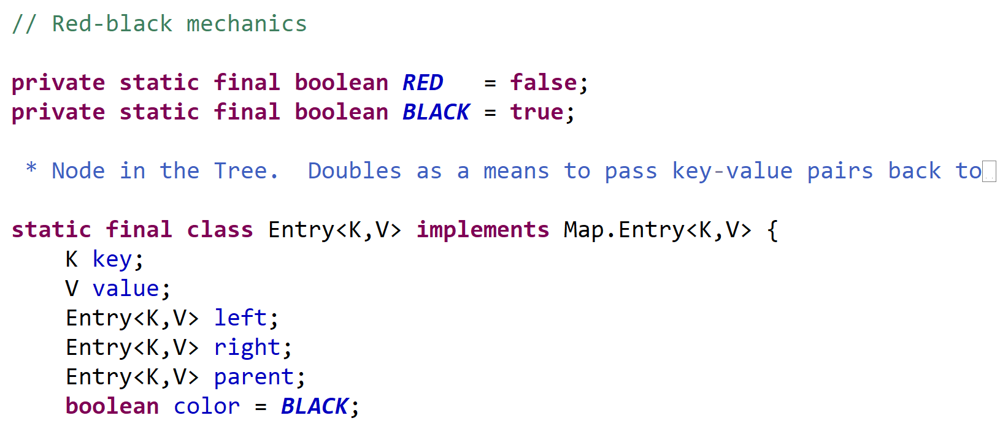 // Red-black mechanics
private static final boolean RED   = false;
private static final boolean BLACK = true;
 * Node in the Tree.  Doubles as a means to pass key-value pairs back to
static final class Entry<K,V> implements Map.Entry<K,V> {
    K key;
    V value;
    Entry<K,V> left;
    Entry<K,V> right;
    Entry<K,V> parent;
    boolean color = BLACK;